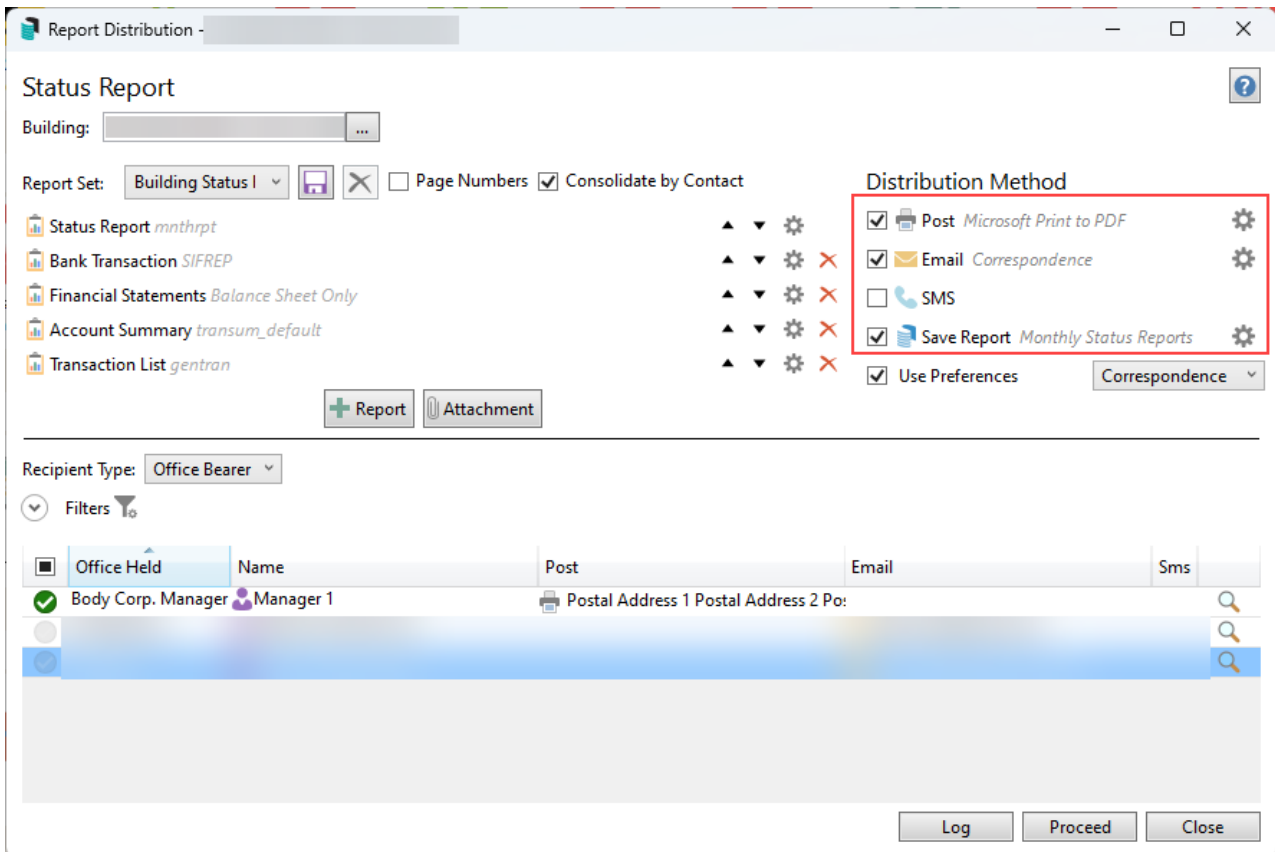 Report Distribution -
Status Report
Building: ...
Report Set: Building Status I Page Numbers Consolidate by Contact
Distribution Method
Status Report mnthrpt
Bank Transaction SIFREP
Financial Statements Balance Sheet Only
Account Summary transum_default
Transaction List gentran
Post Microsoft Print to PDF
Email Correspondence
SMS
Save Report Monthly Status Reports
Use Preferences Correspondence
Report Attachment
Recipient Type: Office Bearer
Filters
Office Held Name Post Email Sms
Body Corp. Manager Manager 1 Postal Address 1 Postal Address 2 Po
Log Proceed Close